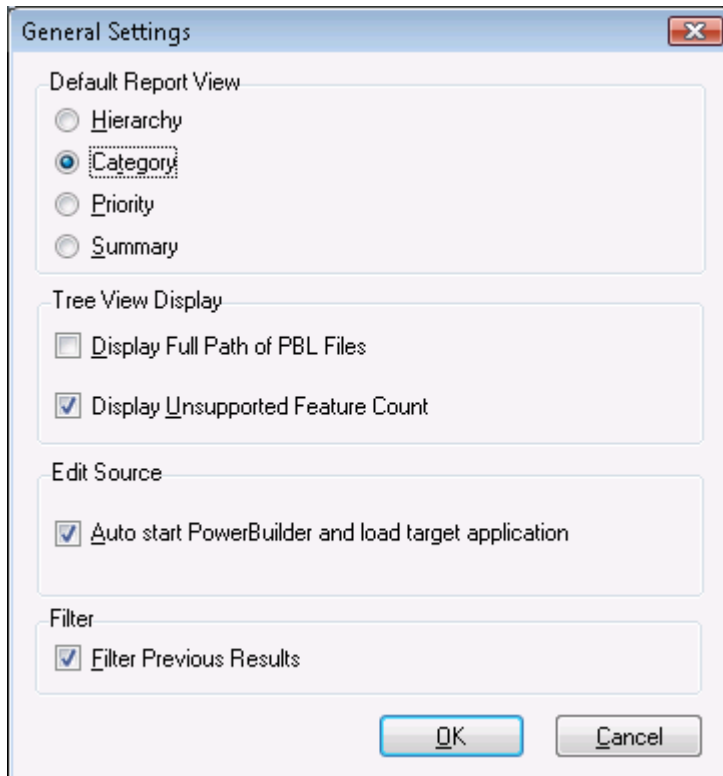 General Settings
Default Report View
Hierarchy
Category
Priority
Summary
Tree View Display
Display Full Path of PBL Files
Display Unsupported Feature Count
Edit Source
Auto start PowerBuilder and load target application
Filter
Filter Previous Results
OK Cancel